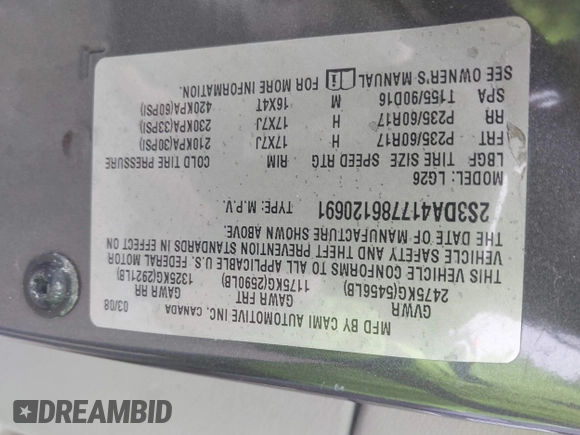 MFD BY CAMI AUTOMOTIVE INC. CANADA
03/08
GVWR GAWR FRT GAWR RR
2475KG(5456LB) 1175KG(2590LB) 1325KG(2921LB)
THIS VEHICLE CONFORMS TO ALL APPLICABLE U.S. FEDERAL MOTOR
VEHICLE SAFETY AND THEFT PREVENTION STANDARDS IN EFFECT ON
THE DATE OF MANUFACTURE SHOWN ABOVE.
2S3DA417786120691 TYPE: M.P.V.
MODEL: LG26
LBGF TIRE SIZE SPEED RTG RIM COLD TIRE PRESSURE
FRT P235/60R17 H 17X7J 210KPA(30PSI)
RR P235/60R17 H 17X7J 230KPA(33PSI)
SPA T155/90D16 M 16X4T 420KPA(60PSI)
SEE OWNER'S MANUAL FOR MORE INFORMATION.
DREAMBID